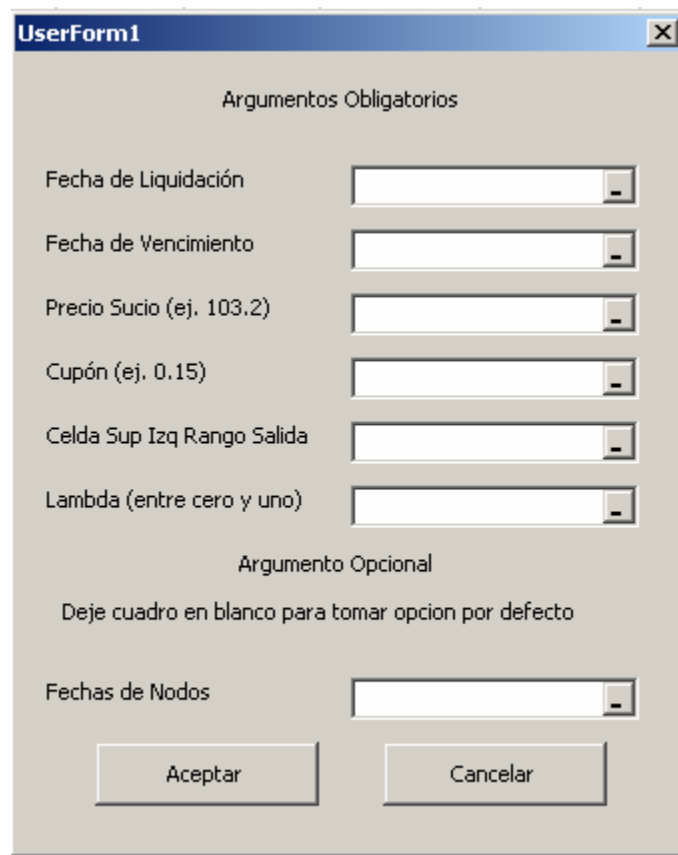 UserForm1
Argumentos Obligatorios
Fecha de Liquidación
Fecha de Vencimiento
Precio Sucio (ej. 103.2)
Cupón (ej. 0.15)
Celda Sup Izq Rango Salida
Lambda (entre cero y uno)
Argumento Opcional
Deje cuadro en blanco para tomar opcion por defecto
Fechas de Nodos
Aceptar Cancelar